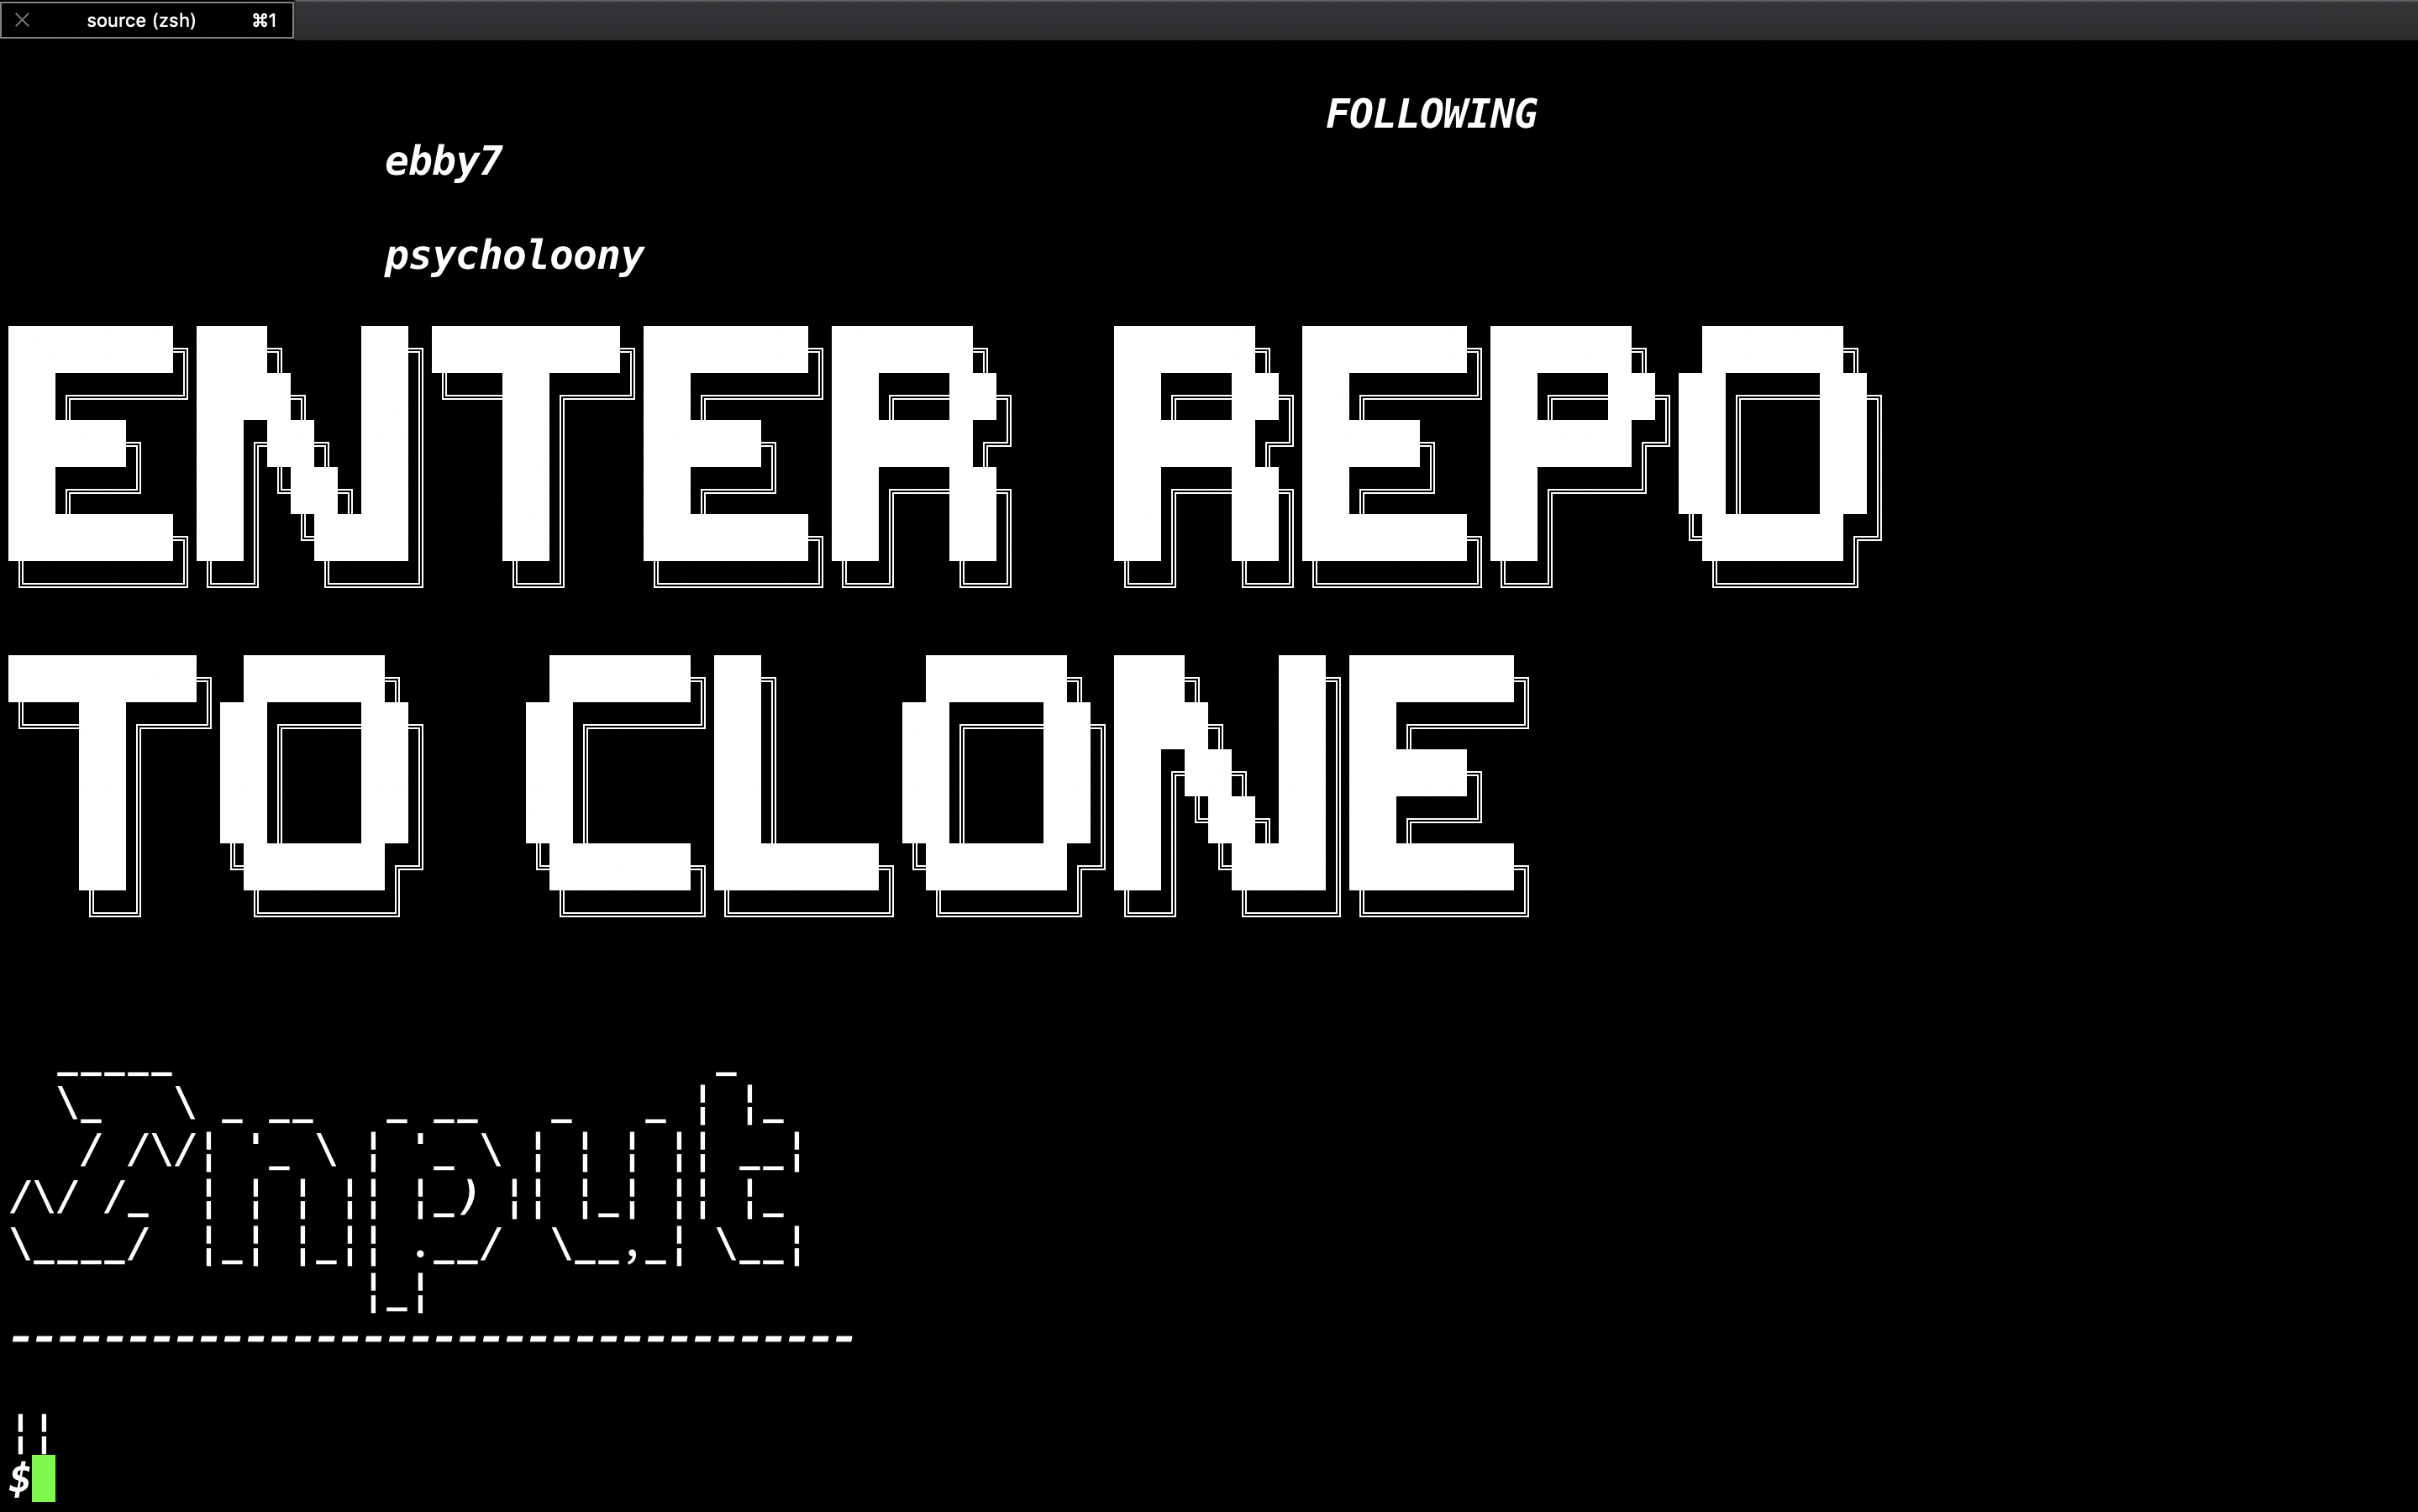 source (zsh) ⌘1
FOLLOWING
ebby7
psycholoony
ENTER REPO
TO CLONE
Input
------------------------------------
¦¦
$